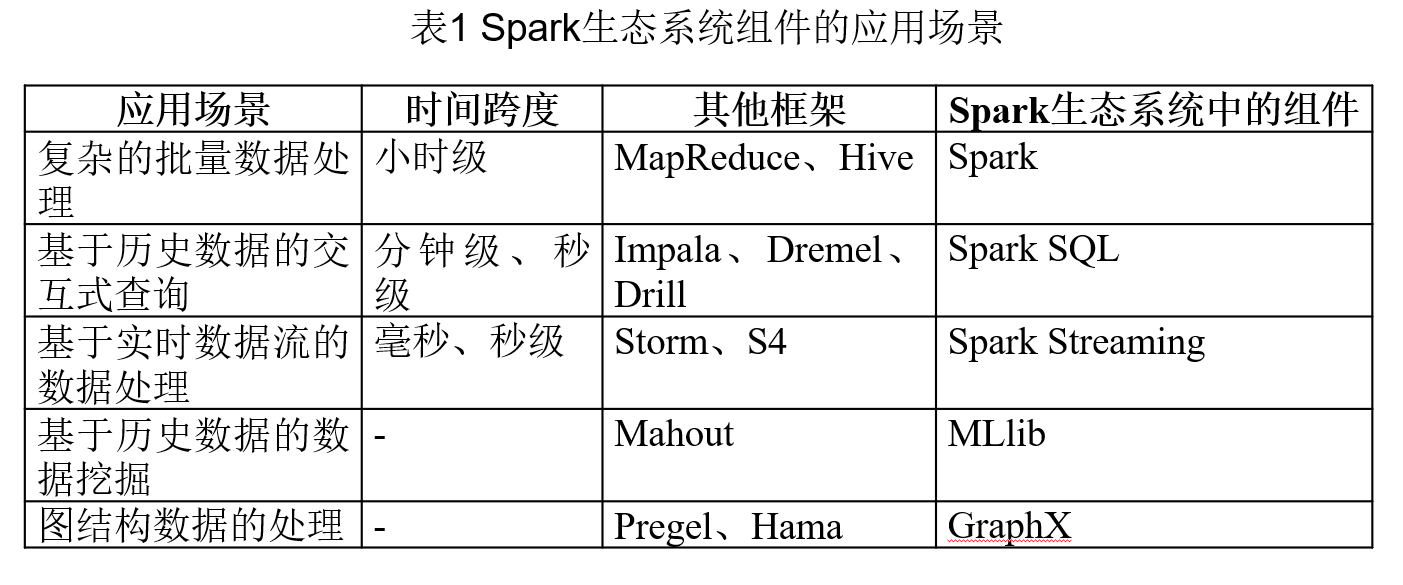 表1 Spark生态系统组件的应用场景
应用场景 时间跨度 其他框架 Spark生态系统中的组件
复杂的批量数据处 小时级 MapReduce、Hive Spark
理
基于历史数据的交 分钟级、秒 Impala、Dremel、 Spark SQL
互式查询 级 Drill
基于实时数据流的 毫秒、秒级 Storm、S4 Spark Streaming
数据处理
基于历史数据的数 - Mahout MLlib
据挖掘
图结构数据的处理 - Pregel、Hama GraphX